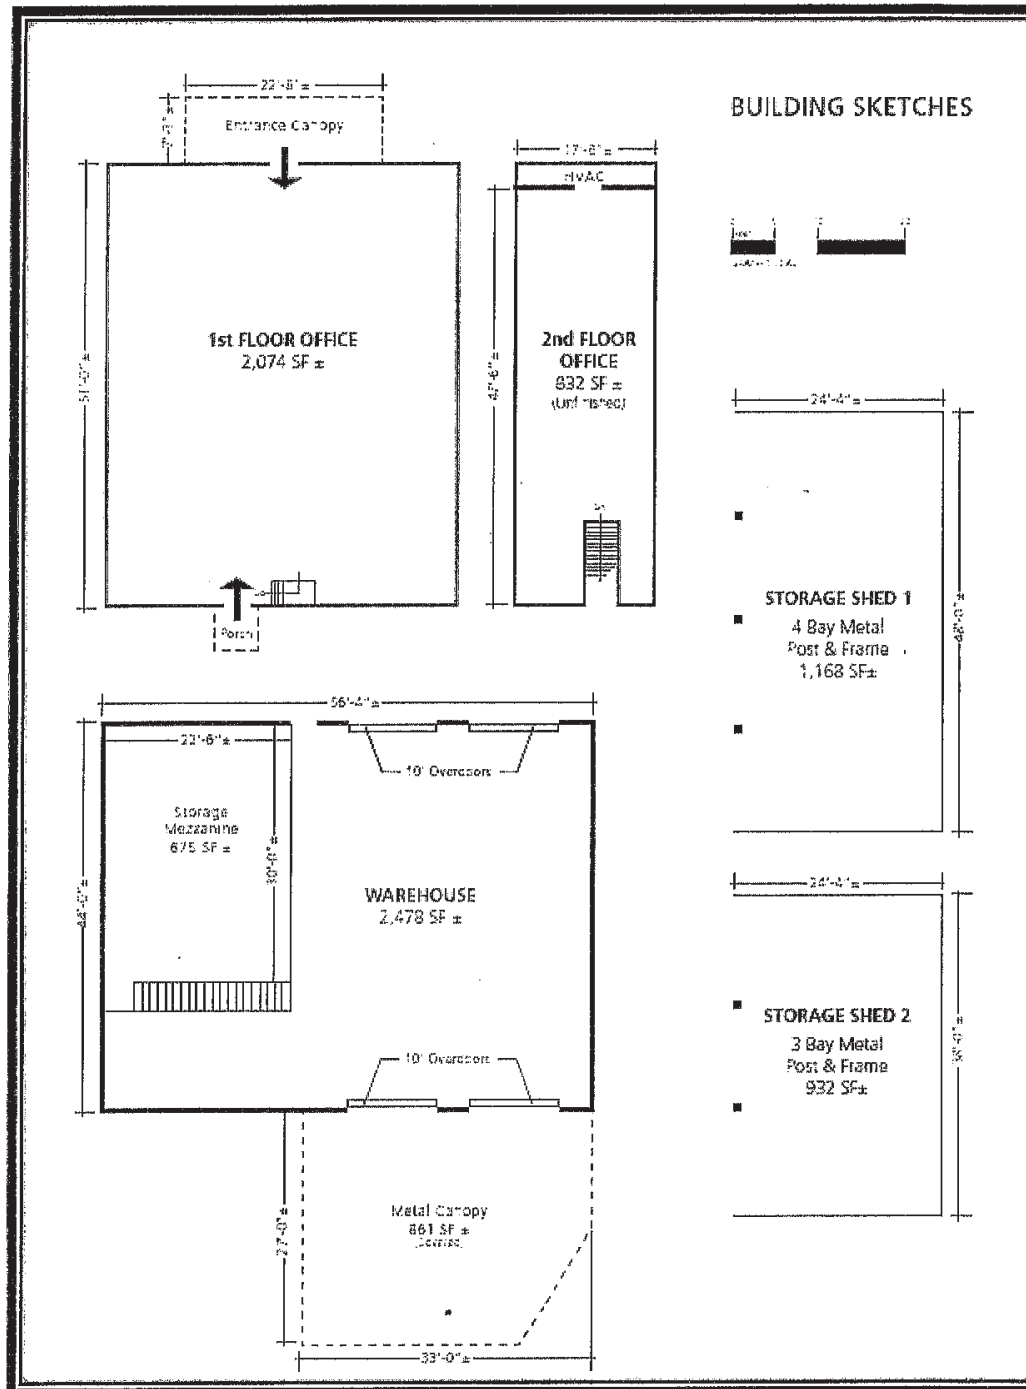 BUILDING SKETCHES
22'-8"±
Entrance Canopy
1st FLOOR OFFICE
2,074 SF ±
51'-0"±
Porch
17'-6"±
HVAC
47'-6"±
2nd FLOOR
OFFICE
832 SF ±
(Unfinished)
24'-4"±
STORAGE SHED 1
4 Bay Metal
Post & Frame
1,168 SF±
48'-0"±
56'-4"±
22'-6"±
10' Overdoors
Storage
Mezzanine
675 SF ±
30'-0"±
44'-0"±
WAREHOUSE
2,478 SF ±
10' Overdoors
24'-4"±
STORAGE SHED 2
3 Bay Metal
Post & Frame
932 SF±
38'-0"±
Metal Canopy
861 SF ±
27'-0"±
33'-0"±